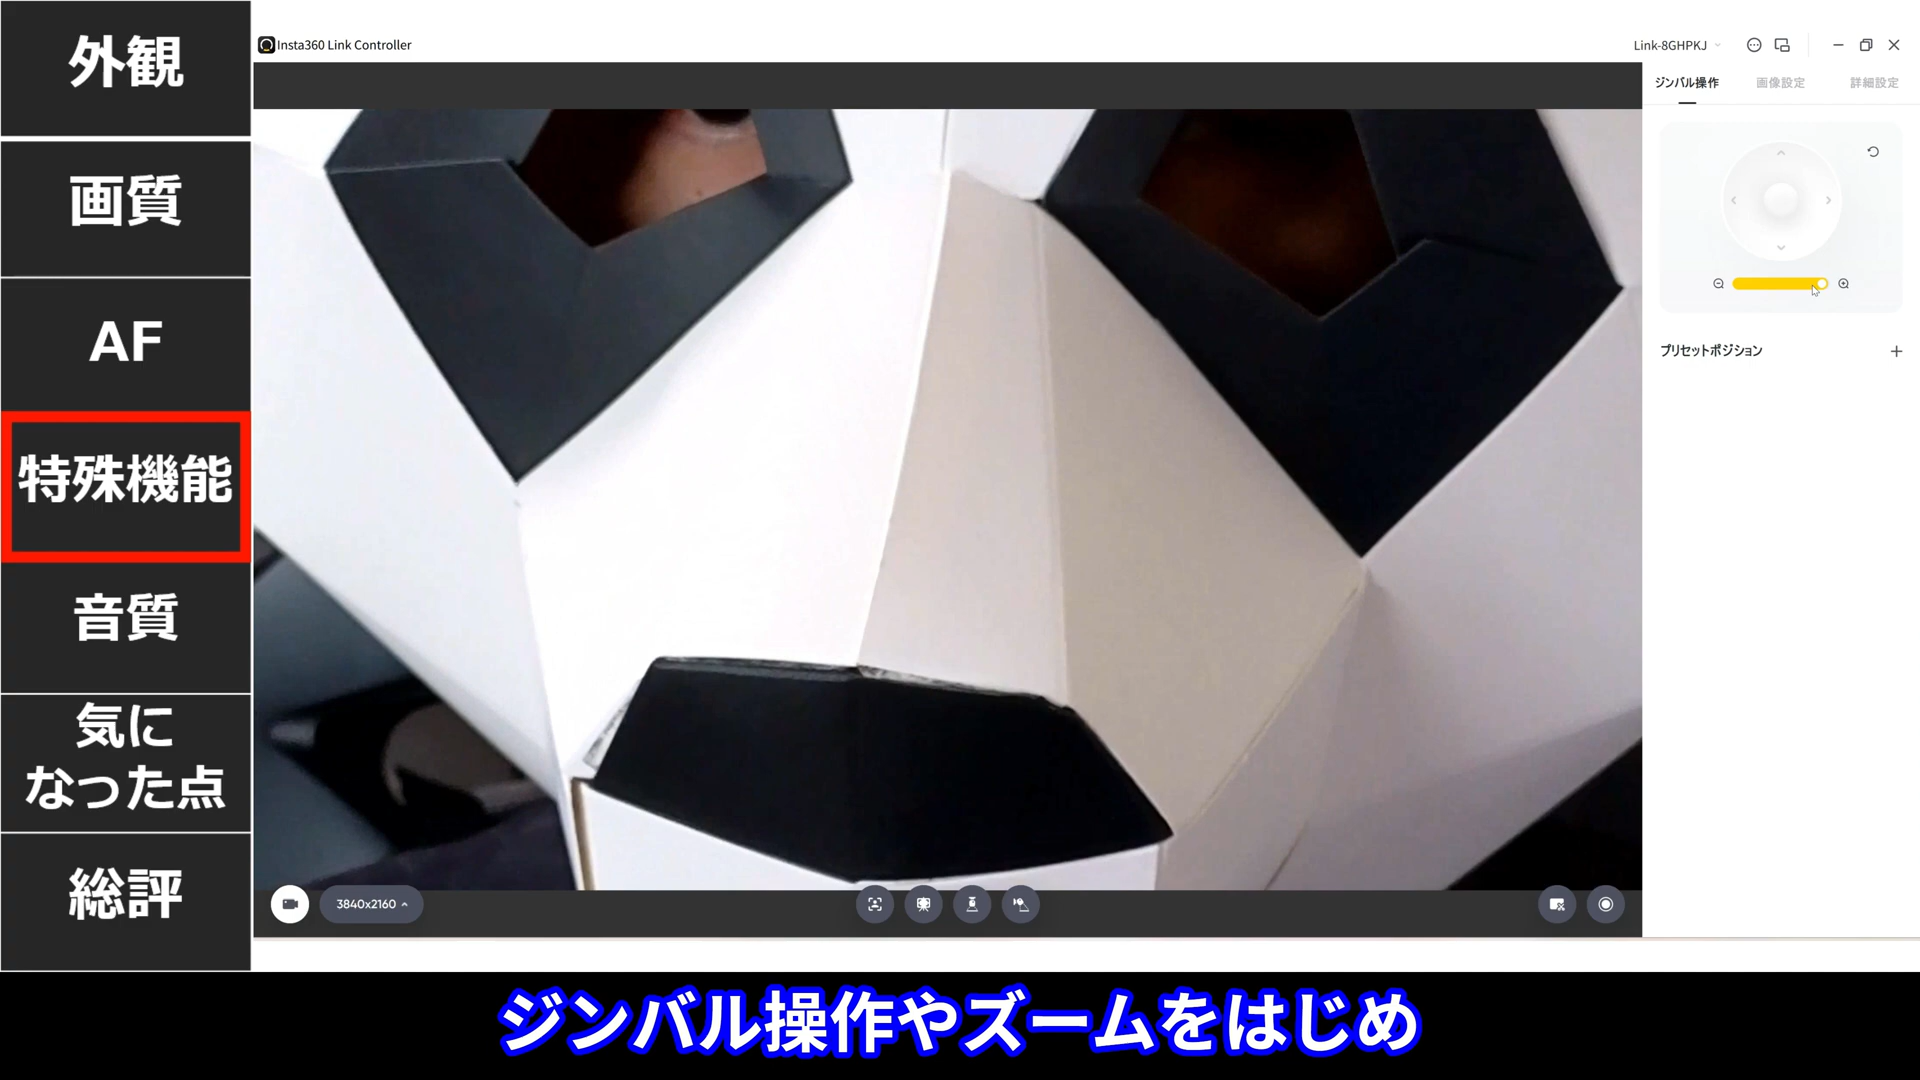 外観
画質
AF
特殊機能
音質
気に
なった点
総評
Insta360 Link Controller
Link-8GHPKJ
ジンバル操作
画像設定
詳細設定
プリセットポジション
3840x2160
ジンバル操作やズームをはじめ